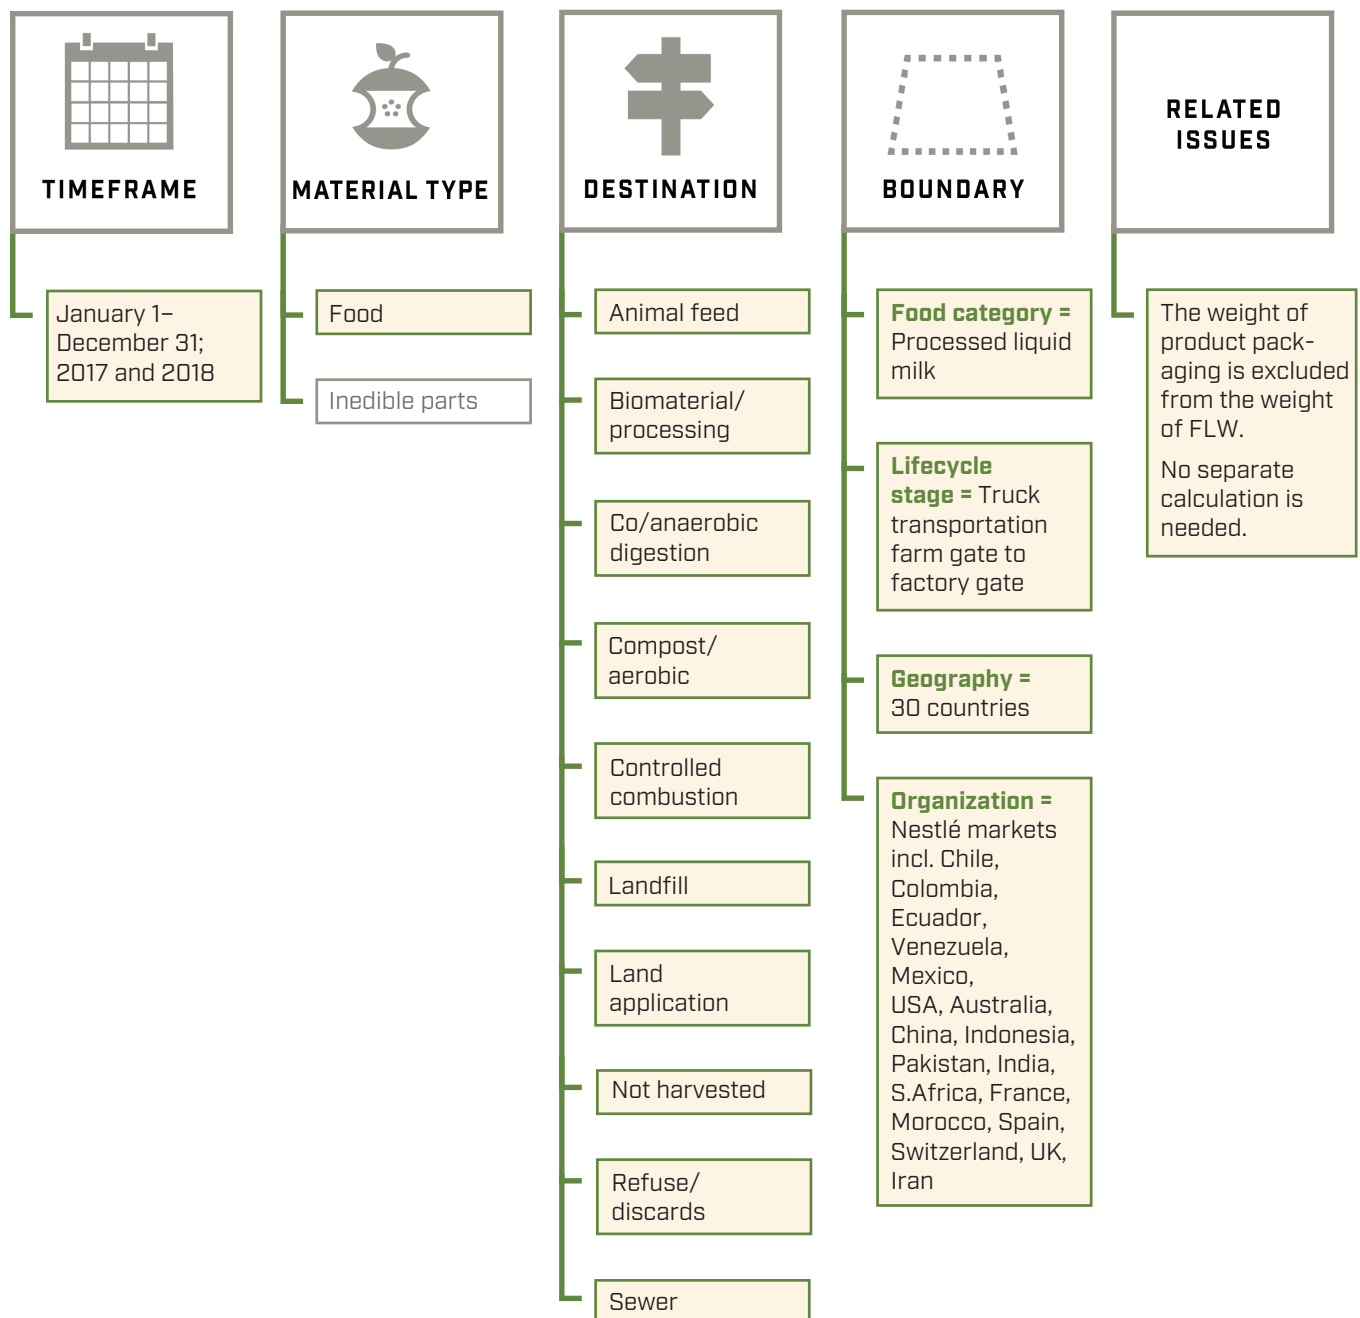 TIMEFRAME
January 1–
December 31;
2017 and 2018
MATERIAL TYPE
Food
Inedible parts
DESTINATION
Animal feed
Biomaterial/
processing
Co/anaerobic
digestion
Compost/
aerobic
Controlled
combustion
Landfill
Land
application
Not harvested
Refuse/
discards
Sewer
BOUNDARY
Food category =
Processed liquid
milk
Lifecycle
stage = Truck
transportation
farm gate to
factory gate
Geography =
30 countries
Organization =
Nestlé markets
incl. Chile,
Colombia,
Ecuador,
Venezuela,
Mexico,
USA, Australia,
China, Indonesia,
Pakistan, India,
S.Africa, France,
Morocco, Spain,
Switzerland, UK,
Iran
RELATED
ISSUES
The weight of
product pack-
aging is excluded
from the weight
of FLW.
No separate
calculation is
needed.